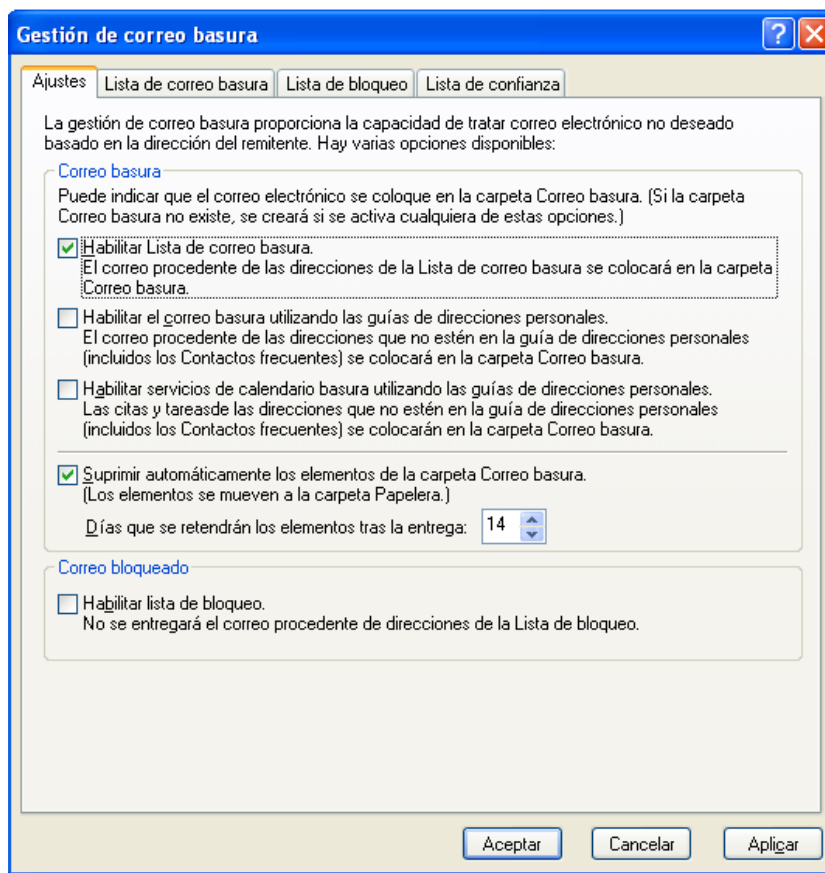 Gestión de correo basura
Ajustes Lista de correo basura Lista de bloqueo Lista de confianza
La gestión de correo basura proporciona la capacidad de tratar correo electrónico no deseado
basado en la dirección del remitente. Hay varias opciones disponibles:
Correo basura
Puede indicar que el correo electrónico se coloque en la carpeta Correo basura. (Si la carpeta
Correo basura no existe, se creará si se activa cualquiera de estas opciones.)
Habilitar Lista de correo basura.
El correo procedente de las direcciones de la Lista de correo basura se colocará en la carpeta
Correo basura.
Habilitar el correo basura utilizando las guías de direcciones personales.
El correo procedente de las direcciones que no estén en la guía de direcciones personales
(incluidos los Contactos frecuentes) se colocará en la carpeta Correo basura.
Habilitar servicios de calendario basura utilizando las guías de direcciones personales.
Las citas y tareasde las direcciones que no estén en la guía de direcciones personales
(incluidos los Contactos frecuentes) se colocarán en la carpeta Correo basura.
Suprimir automáticamente los elementos de la carpeta Correo basura.
(Los elementos se mueven a la carpeta Papelera.)
Días que se retendrán los elementos tras la entrega: 14
Correo bloqueado
Habilitar lista de bloqueo.
No se entregará el correo procedente de direcciones de la Lista de bloqueo.
Aceptar Cancelar Aplicar